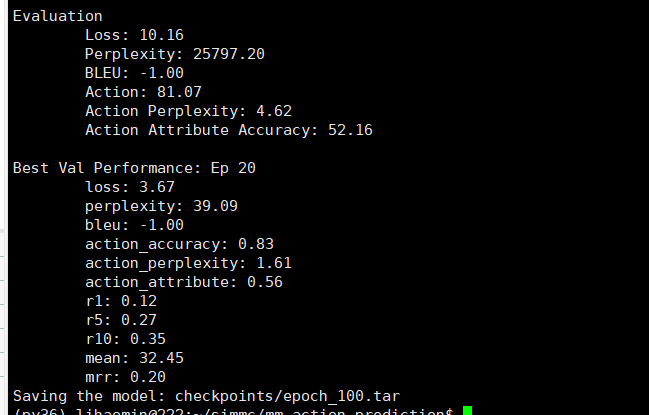 Evaluation
Loss: 10.16
Perplexity: 25797.20
BLEU: -1.00
Action: 81.07
Action Perplexity: 4.62
Action Attribute Accuracy: 52.16
Best Val Performance: Ep 20
loss: 3.67
perplexity: 39.09
bleu: -1.00
action_accuracy: 0.83
action_perplexity: 1.61
action_attribute: 0.56
r1: 0.12
r5: 0.27
r10: 0.35
mean: 32.45
mrr: 0.20
Saving the model: checkpoints/epoch_100.tar
(py36) lihaomin@222:~/simmc/mm_action_prediction$